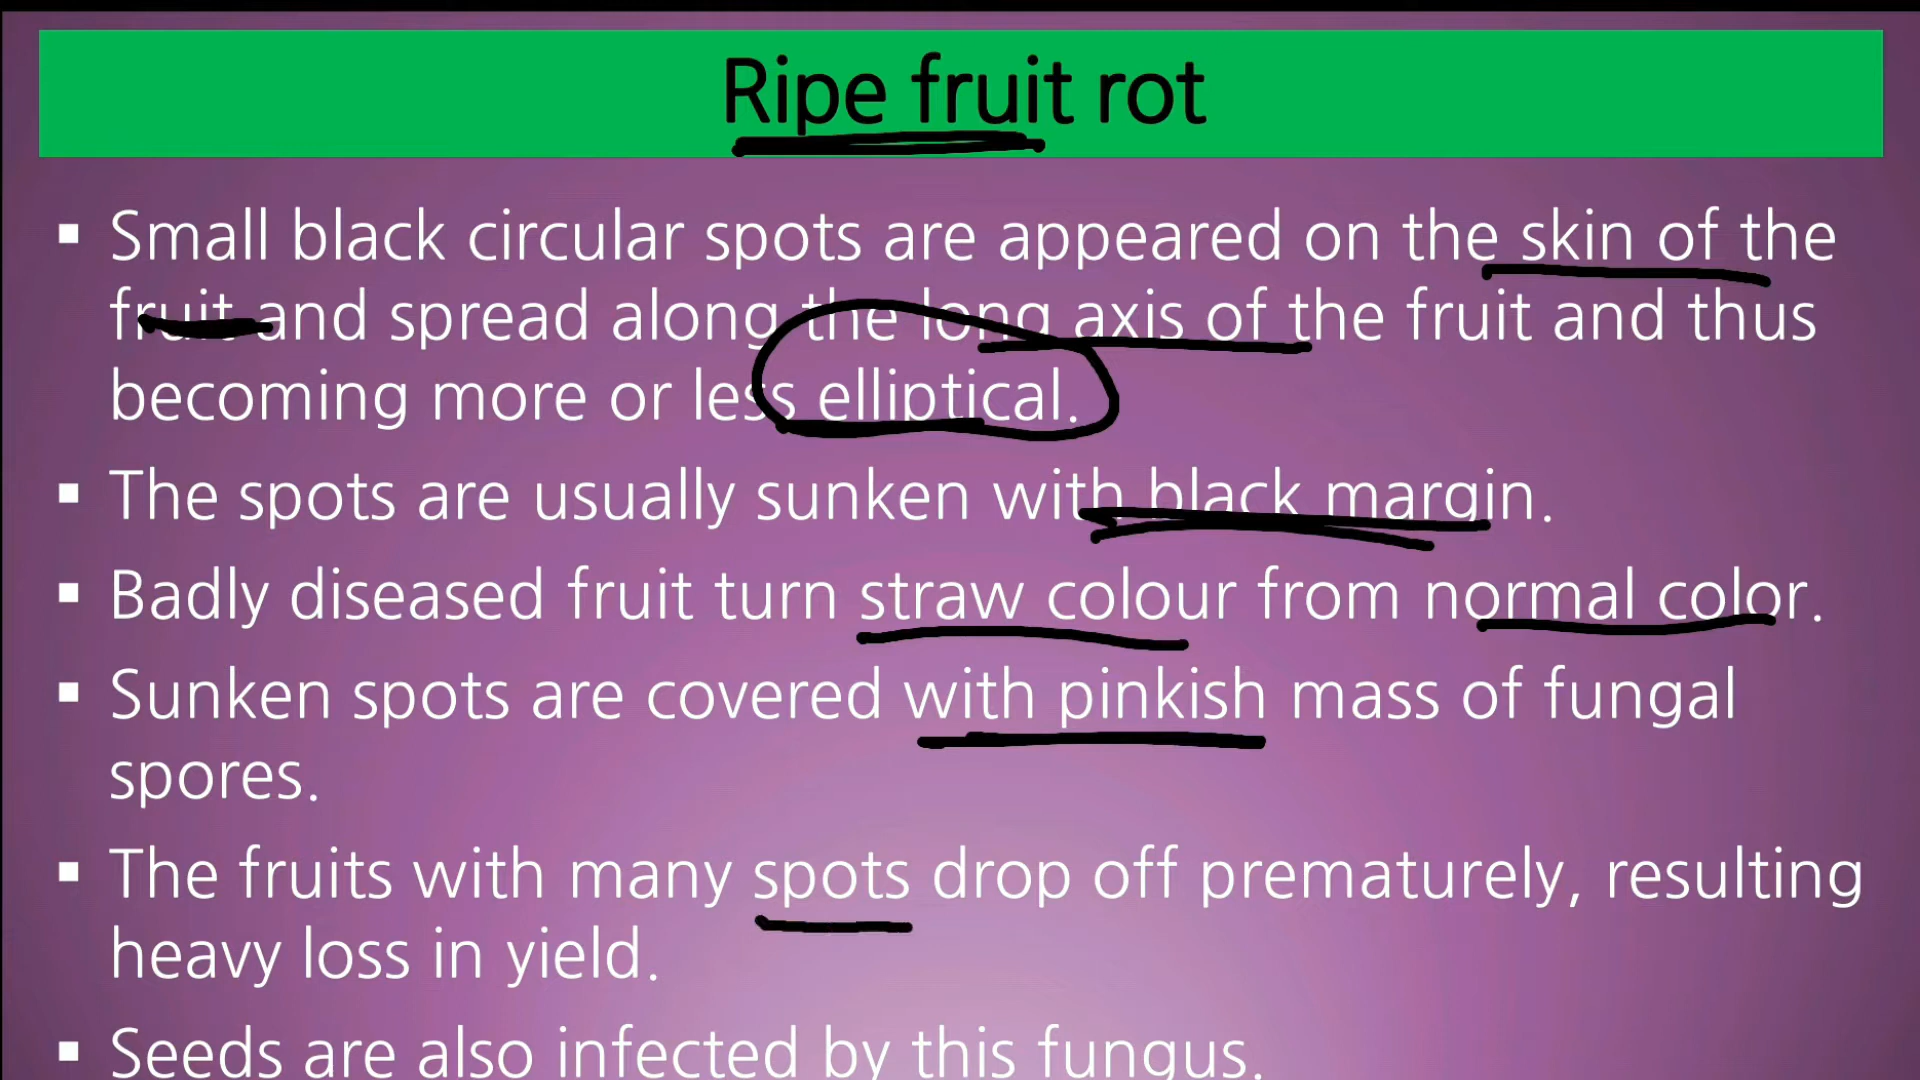 Ripe fruit rot
▪ Small black circular spots are appeared on the skin of the
fruit and spread along the long axis of the fruit and thus
becoming more or less elliptical.
▪ The spots are usually sunken with black margin.
▪ Badly diseased fruit turn straw colour from normal color.
▪ Sunken spots are covered with pinkish mass of fungal
spores.
▪ The fruits with many spots drop off prematurely, resulting
heavy loss in yield.
▪ Seeds are also infected by this fungus.